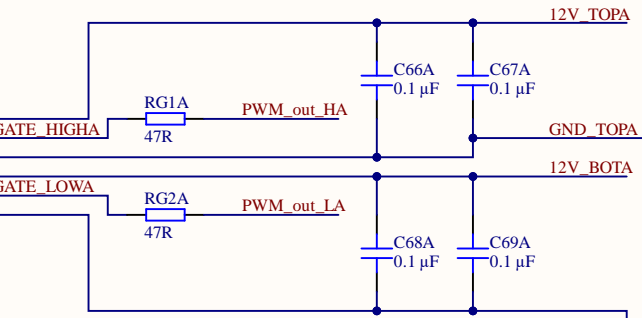 12V_TOPA
C66A
C67A
0.1 µF
0.1 µF
RG1A
PWM_out_HA
GATE_HIGHA
47R
GND_TOPA
12V_BOTA
GATE_LOWA
RG2A
PWM_out_LA
47R
C68A
C69A
0.1 µF
0.1 µF